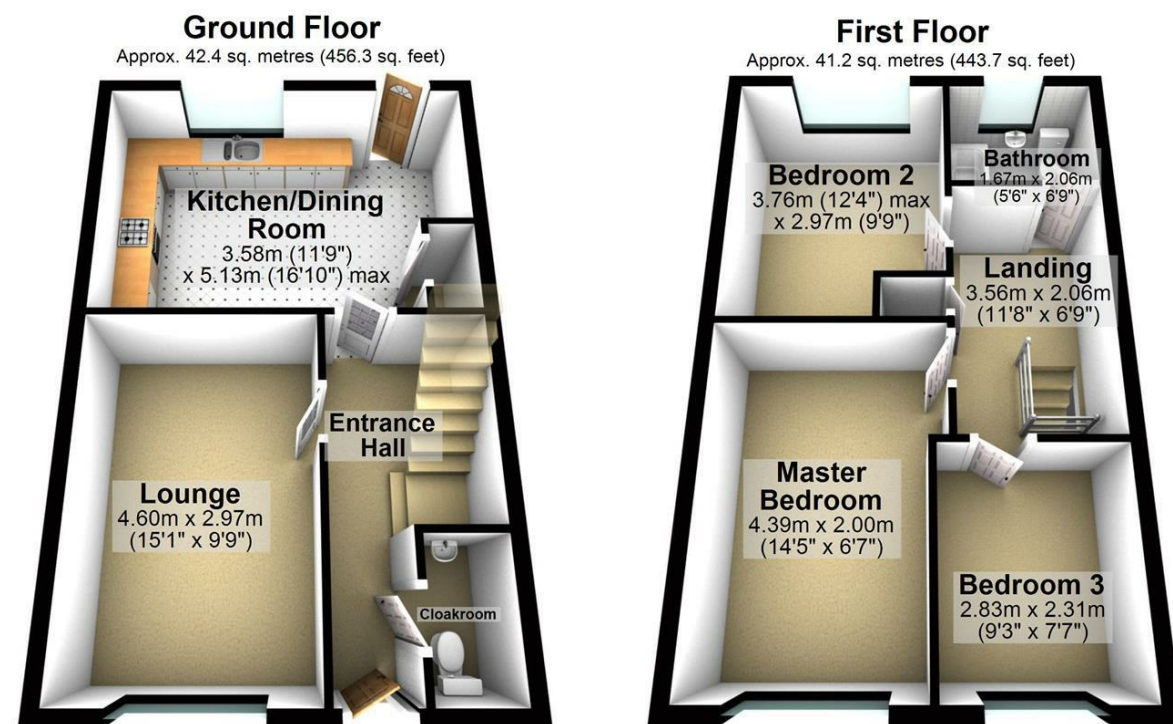 Ground Floor
Approx. 42.4 sq. metres (456.3 sq. feet)
Kitchen/Dining
Room
3.58m (11'9")
x 5.13m (16'10") max
Entrance
Hall
Lounge
4.60m x 2.97m
(15'1" x 9'9")
Cloakroom
First Floor
Approx. 41.2 sq. metres (443.7 sq. feet)
Bedroom 2
3.76m (12'4") max
x 2.97m (9'9")
Bathroom
1.67m x 2.06m
(5'6" x 6'9")
Landing
3.56m x 2.06m
(11'8" x 6'9")
Master
Bedroom
4.39m x 2.00m
(14'5" x 6'7")
Bedroom 3
2.83m x 2.31m
(9'3" x 7'7")